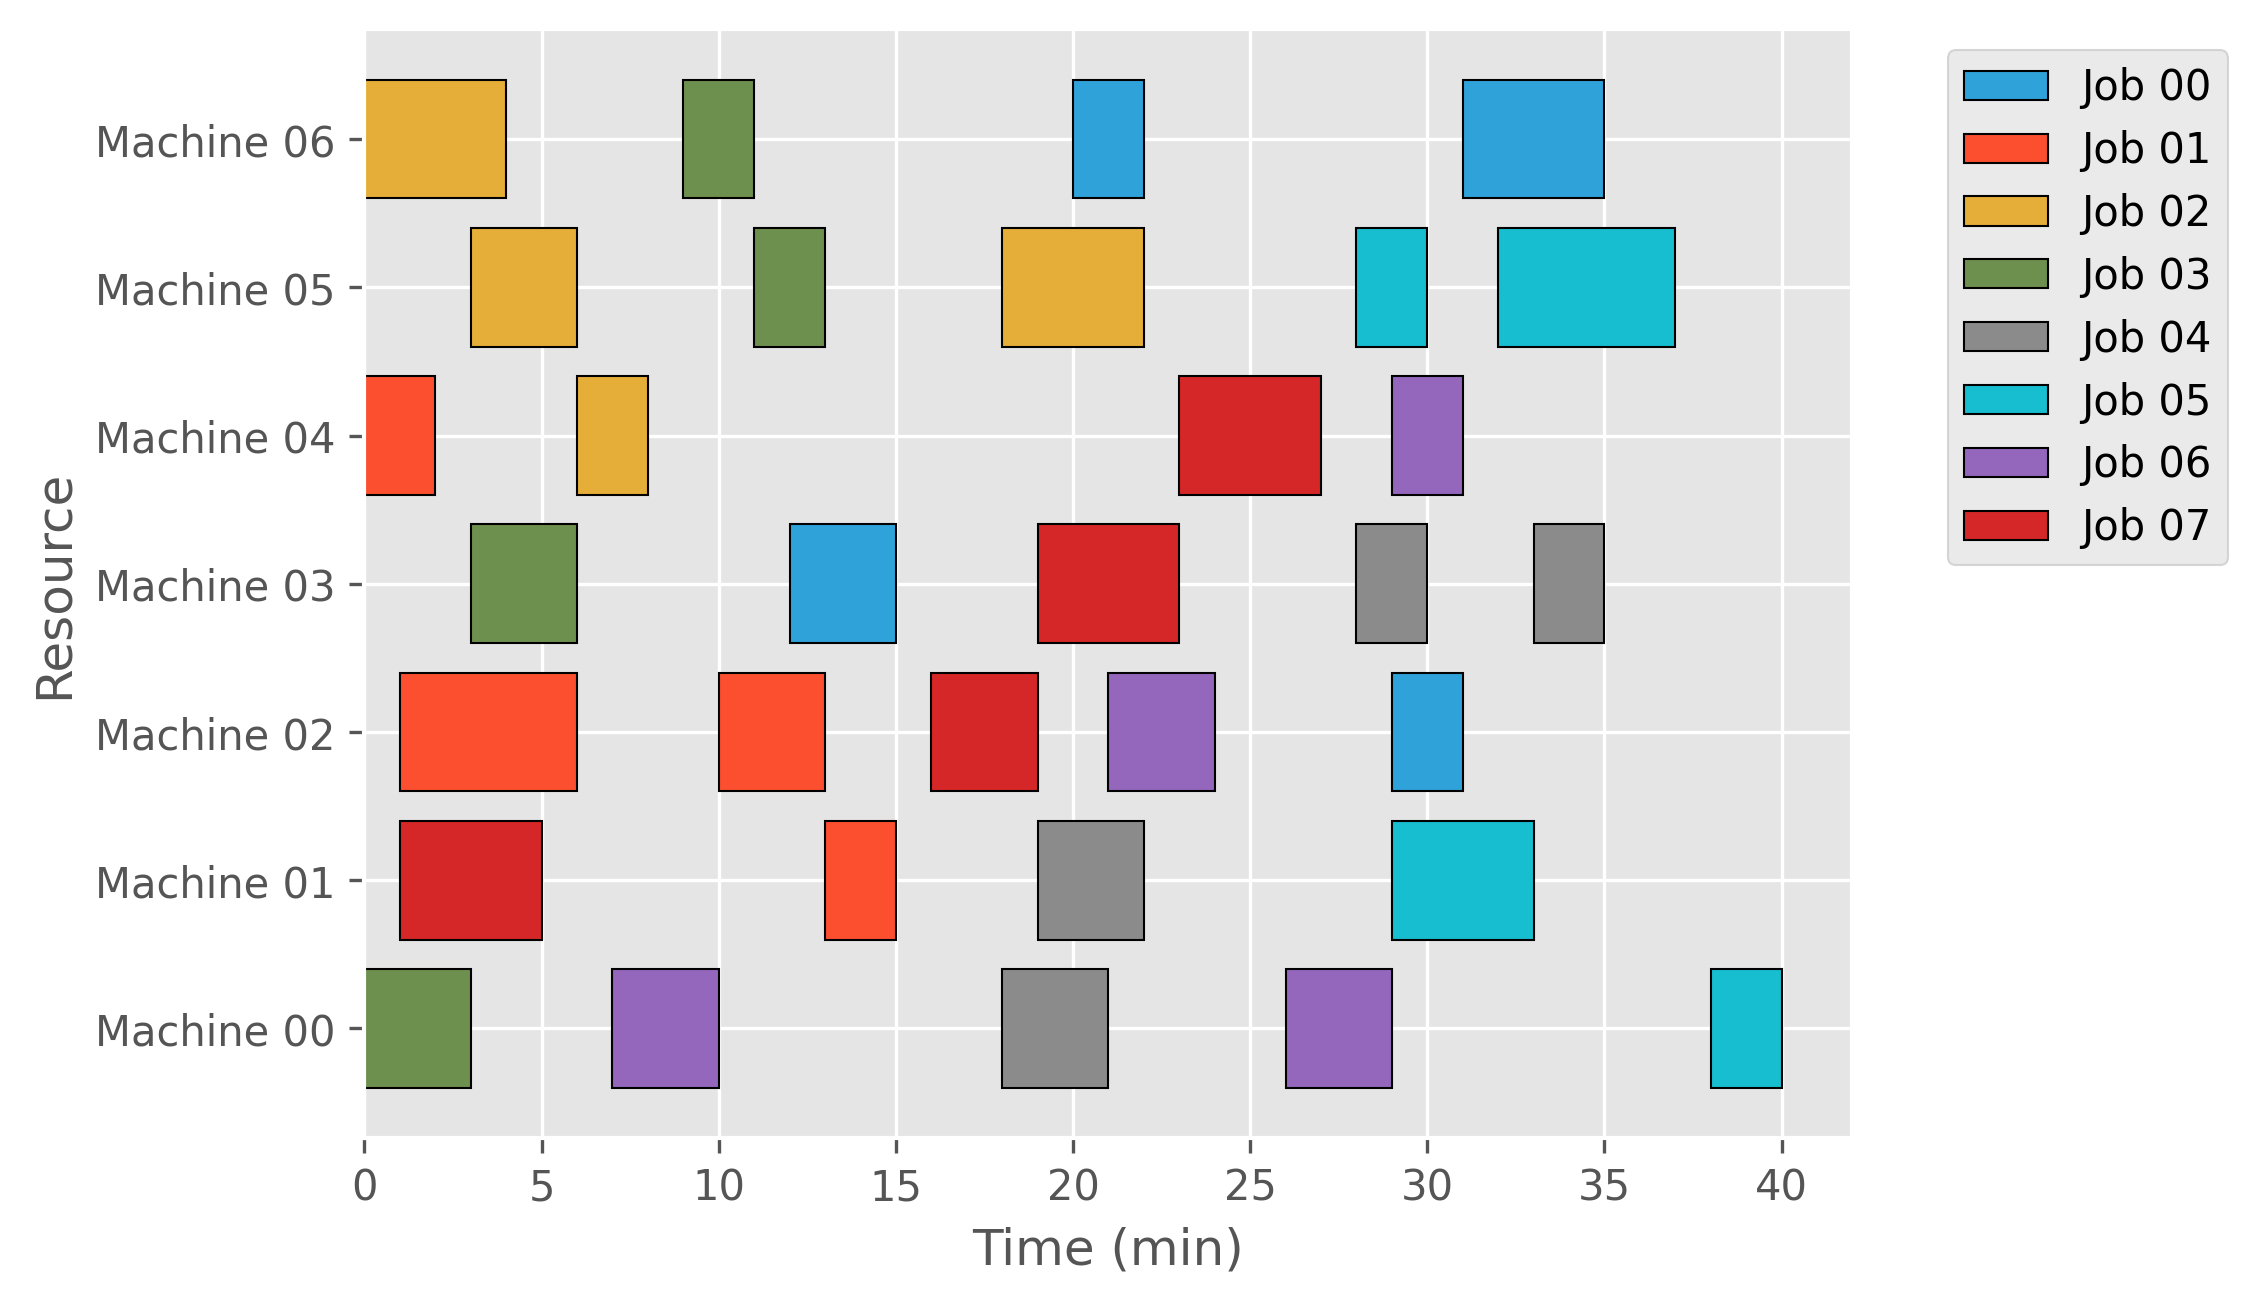 Machine 06
Machine 05
Machine 04
Machine 03
Machine 02
Machine 01
Machine 00
Resource
0 5 10 15 20 25 30 35 40
Time (min)
Job 00
Job 01
Job 02
Job 03
Job 04
Job 05
Job 06
Job 07